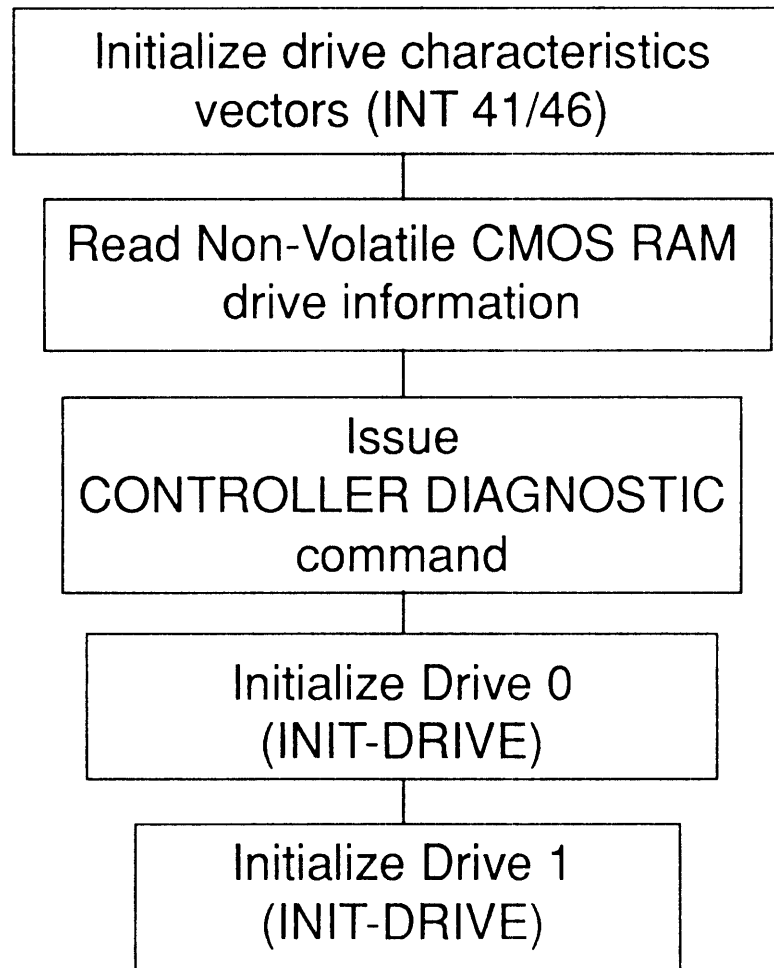 Initialize drive characteristics
vectors (INT 41/46)
Read Non-Volatile CMOS RAM
drive information
Issue
CONTROLLER DIAGNOSTIC
command
Initialize Drive 0
(INIT-DRIVE)
Initialize Drive 1
(INIT-DRIVE)